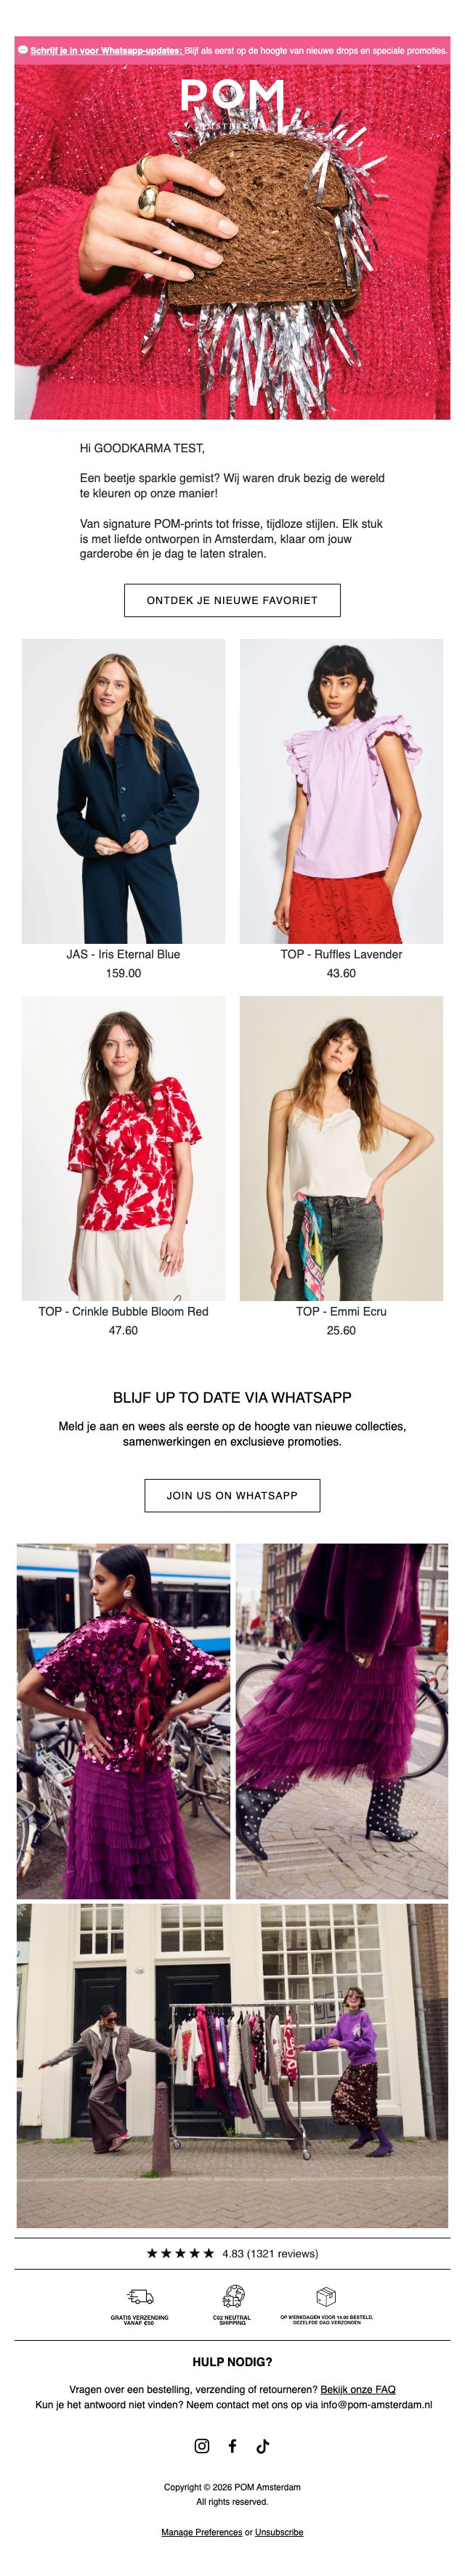 Schrijf je in voor Whatsapp-updates: Blijf als eerst op de hoogte van nieuwe drops en speciale promoties.
POM
Hi GOODKARMA TEST,
Een beetje sparkle gemist? Wij waren druk bezig de wereld
te kleuren op onze manier!
Van signature POM-prints tot frisse, tijdloze stijlen. Elk stuk
is met liefde ontworpen in Amsterdam, klaar om jouw
garderobe én je dag te laten stralen.
ONTDEK JE NIEUWE FAVORIET
JAS - Iris Eternal Blue
159.00
TOP - Ruffles Lavender
43.60
TOP - Crinkle Bubble Bloom Red
47.60
TOP - Emmi Ecru
25.60
BLIJF UP TO DATE VIA WHATSAPP
Meld je aan en wees als eerste op de hoogte van nieuwe collecties,
samenwerkingen en exclusieve promoties.
JOIN US ON WHATSAPP
4.83 (1321 reviews)
GRATIS VERZENDING
VANAF €50
CO2 NEUTRAL
SHIPPING
OP WERKDAGEN VOOR 14.00 BESTELD,
DEZELFDE DAG VERZONDEN
HULP NODIG?
Vragen over een bestelling, verzending of retourneren? Bekijk onze FAQ
Kun je het antwoord niet vinden? Neem contact met ons op via info@pom-amsterdam.nl
Copyright © 2026 POM Amsterdam
All rights reserved.
Manage Preferences or Unsubscribe